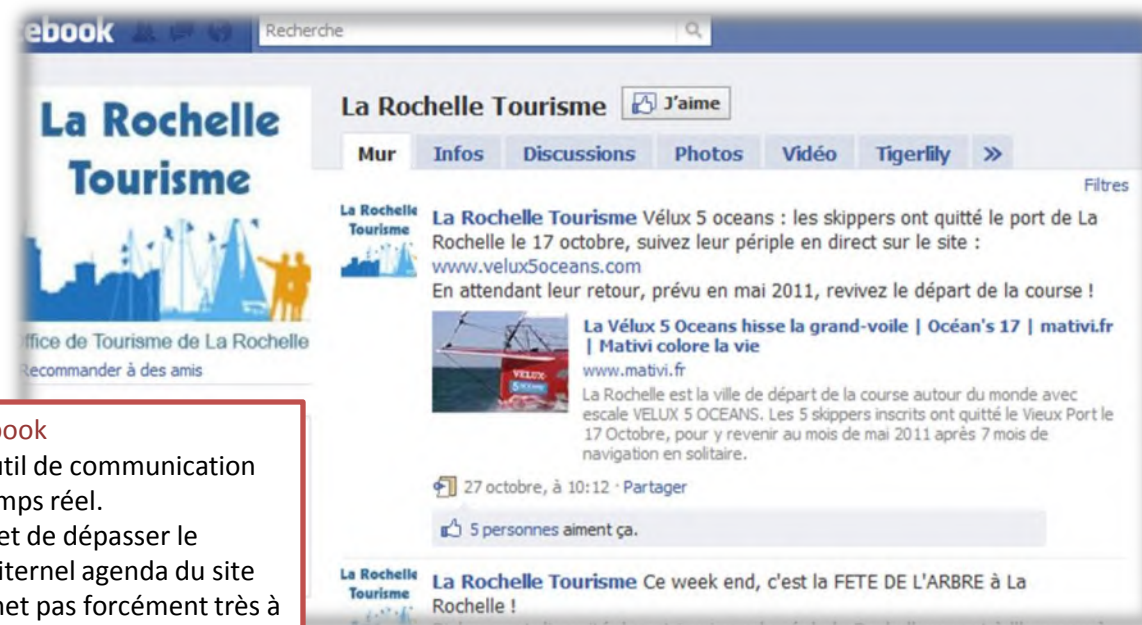 ebook
Recherche
La Rochelle
Tourisme
ffice de Tourisme de La Rochelle
Recommander à des amis
La Rochelle Tourisme J'aime
Mur Infos Discussions Photos Vidéo Tigerlily »
Filtres
La Rochelle
Tourisme
La Rochelle Tourisme Vélux 5 oceans : les skippers ont quitté le port de La
Rochelle le 17 octobre, suivez leur périple en direct sur le site :
www.velux5oceans.com
En attendant leur retour, prévu en mai 2011, revivez le départ de la course !
VELUX
5 OCEANS
La Vélux 5 Oceans hisse la grand-voile | Océan's 17 | mativi.fr
| Mativi colore la vie
www.mativi.fr
La Rochelle est la ville de départ de la course autour du monde avec
escale VELUX 5 OCEANS. Les 5 skippers inscrits ont quitté le Vieux Port le
17 Octobre, pour y revenir au mois de mai 2011 après 7 mois de
navigation en solitaire.
27 octobre, à 10:12 · Partager
5 personnes aiment ça.
La Rochelle
Tourisme
La Rochelle Tourisme Ce week end, c'est la FETE DE L'ARBRE à La
Rochelle !
book
util de communication
mps réel.
et de dépasser le
iternel agenda du site
net pas forcément très à